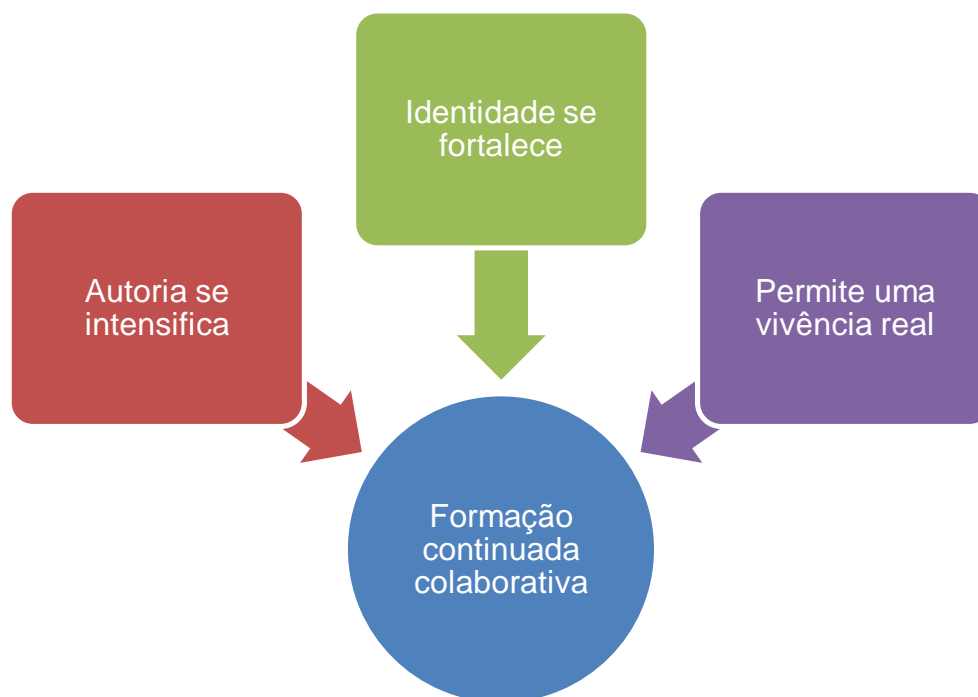 Identidade se
fortalece
Autoria se
intensifica
Permite uma
vivência real
Formação
continuada
colaborativa